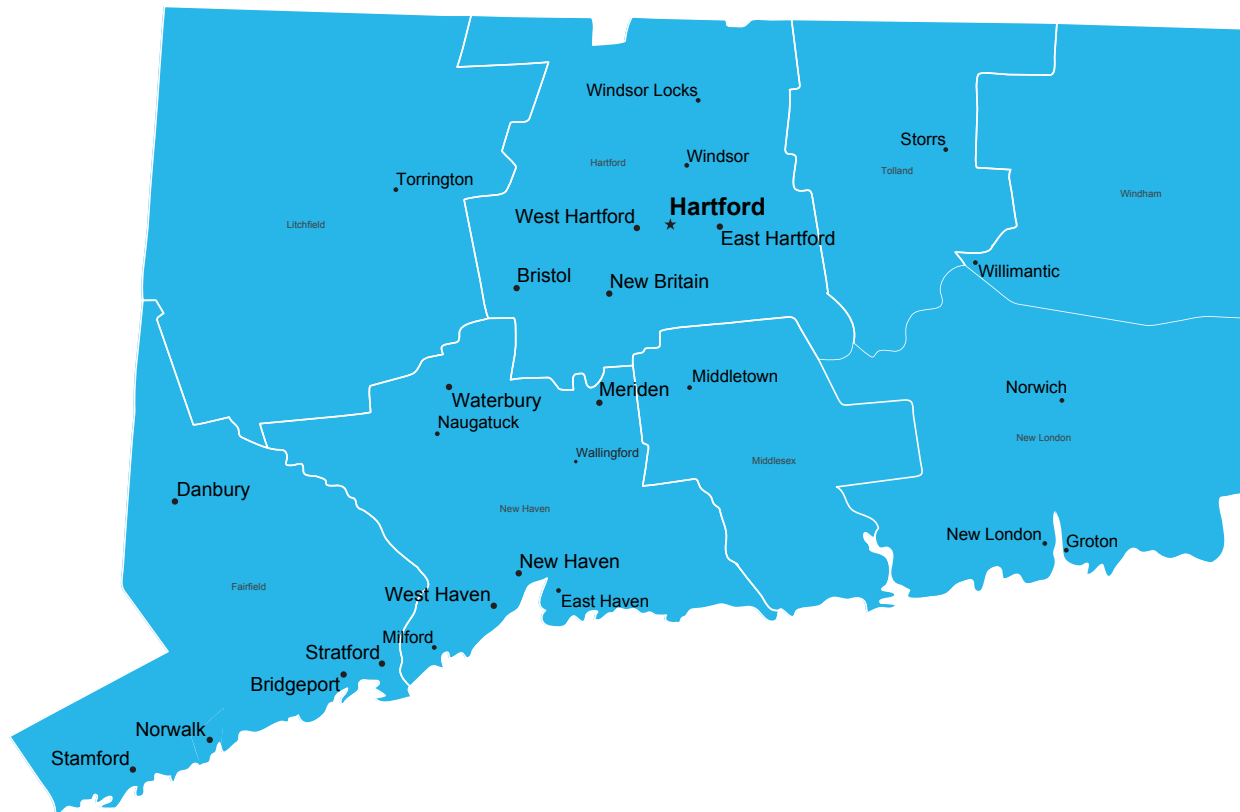 Windsor Locks
Storrs
Windsor
Hartford
Tolland
Torrington
Windham
Hartford
West Hartford
Litchfield
East Hartford
Willimantic
Bristol
New Britain
Middletown
Norwich
Meriden
Waterbury
Naugatuck
New London
Wallingford
Middlesex
Danbury
New Haven
New London
Groton
New Haven
Fairfield
West Haven
East Haven
Milford
Stratford
Bridgeport
Norwalk
Stamford